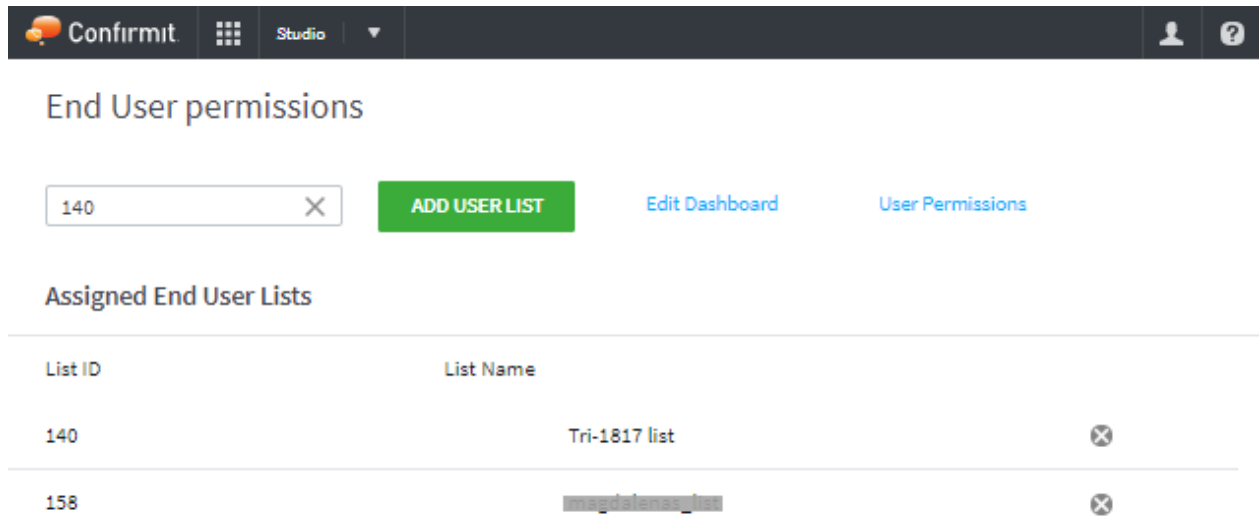 Confirmit.
Studio
End User permissions
140 ADD USER LIST Edit Dashboard User Permissions
Assigned End User Lists
List ID List Name
140 Tri-1817 list
158 magdalenas_list